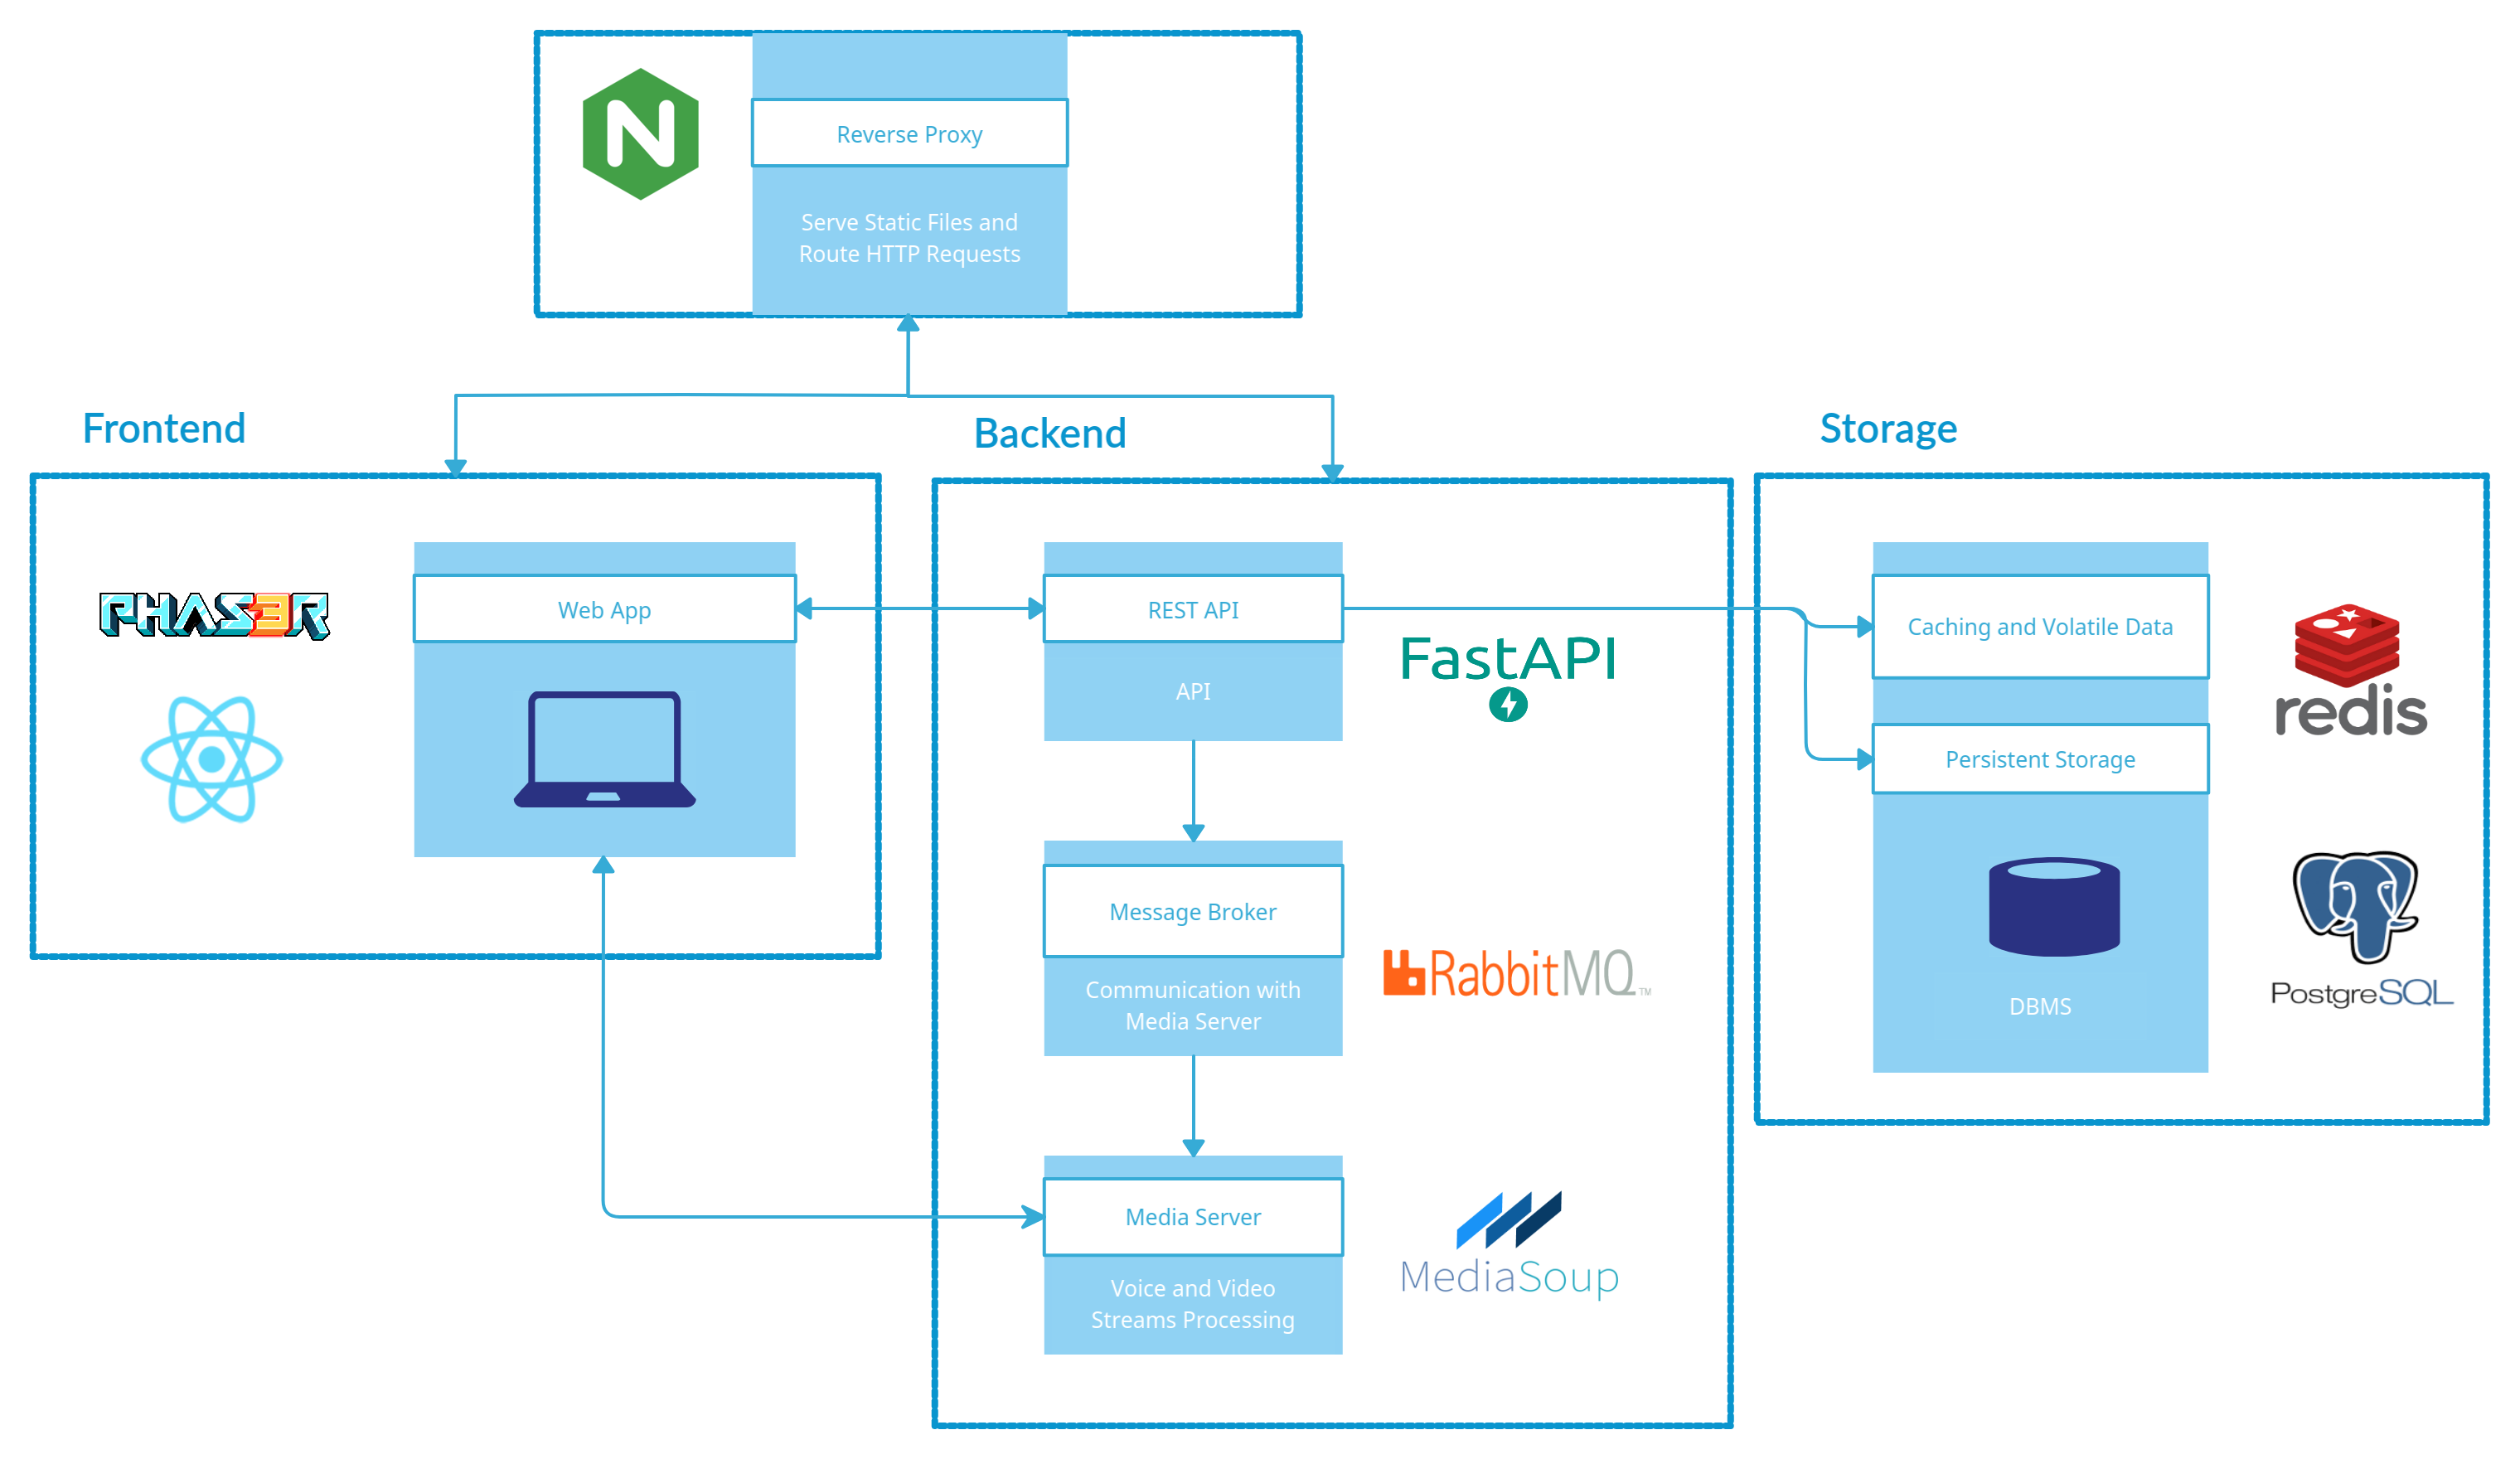 N
Reverse Proxy
Serve Static Files and
Route HTTP Requests
Frontend
Backend
Storage
PHAS3R
Web App
REST API
API
FastAPI
Caching and Volatile Data
redis
Persistent Storage
Message Broker
Communication with
Media Server
RabbitMQ™
DBMS
PostgreSQL
Media Server
Voice and Video
Streams Processing
MediaSoup